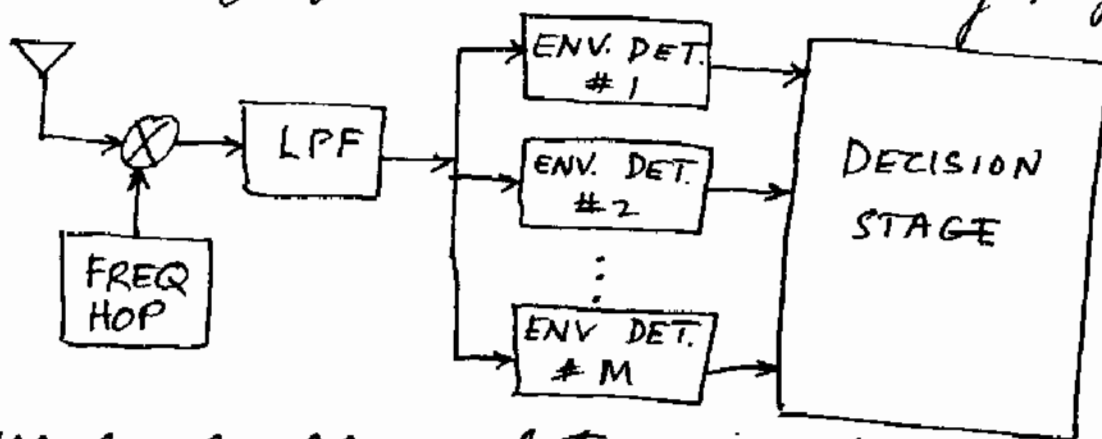 ENV. DET.
# 1
LPF
ENV. DET.
#2
DECISION
STAGE
FREQ
HOP
ENV DET.
# M